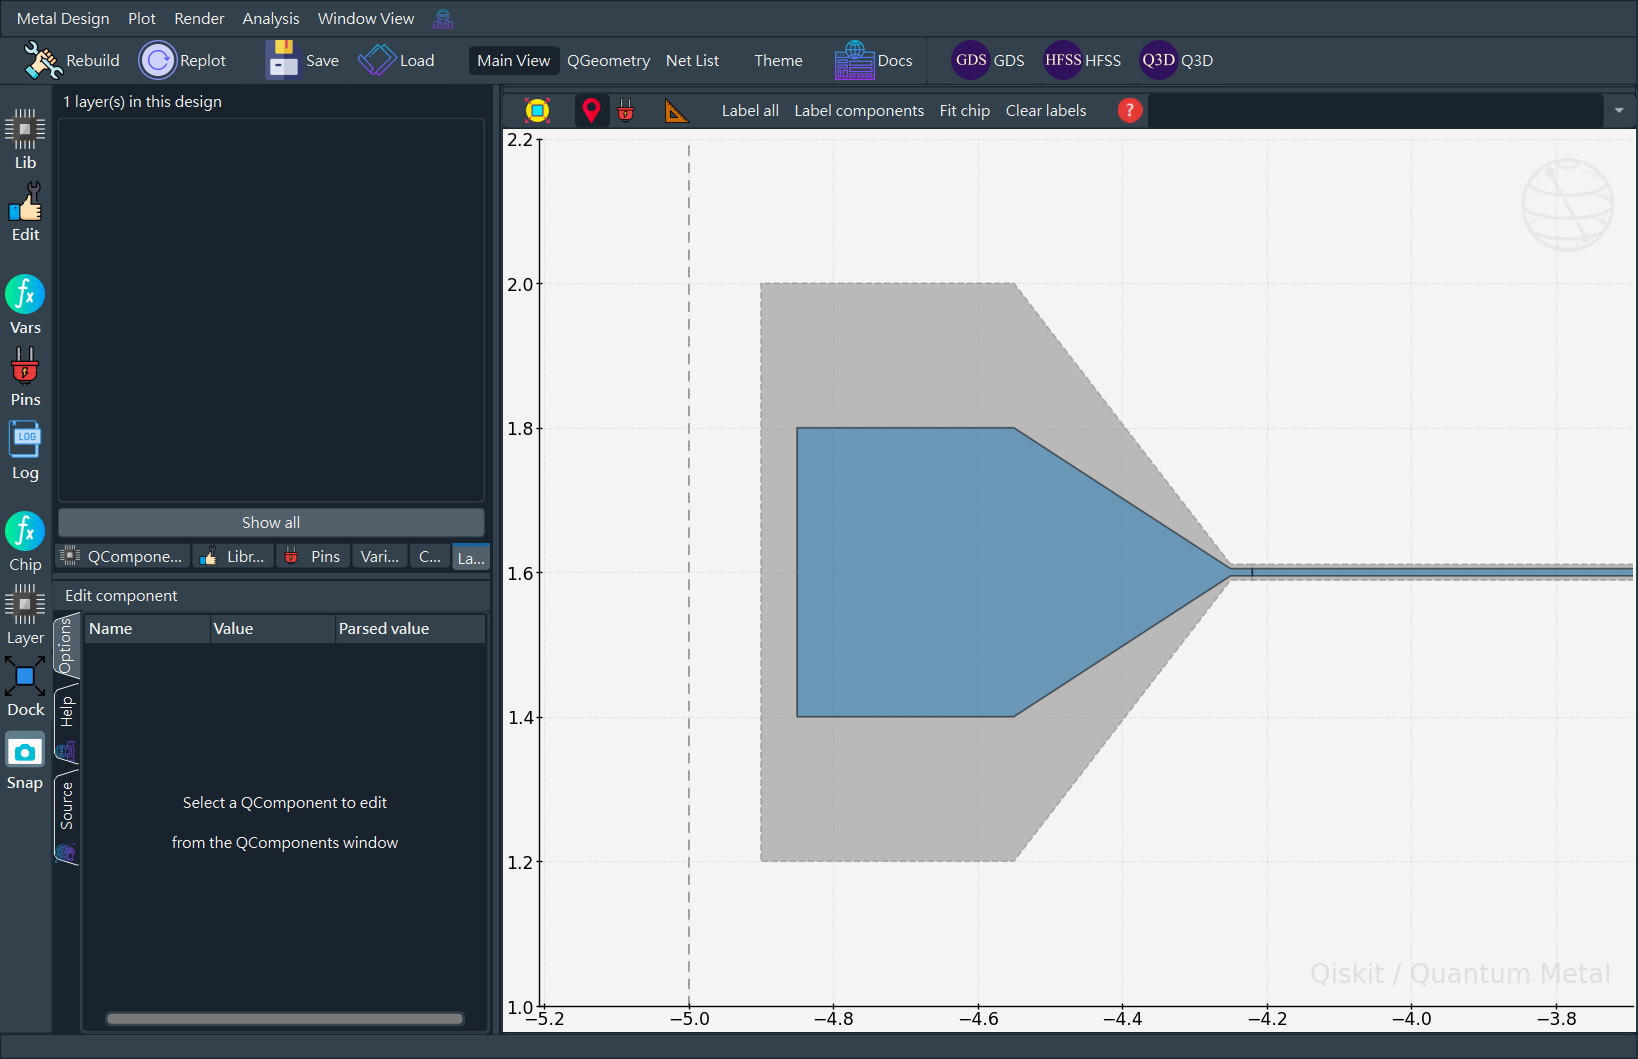 Metal Design Plot Render Analysis Window View
Rebuild Replot Save Load Main View QGeometry Net List Theme Docs GDS GDS HFSS HFSS Q3D Q3D
1 layer(s) in this design
Label all Label components Fit chip Clear labels ?
Lib
Edit
Vars
Pins
LOG
Log
Chip
Layer
Dock
Snap
Show all
QCompone... Libr... Pins Vari... C... La...
Edit component
Options
Help
Source
Name Value Parsed value
Select a QComponent to edit
from the QComponents window
2.2
2.0
1.8
1.6
1.4
1.2
1.0
−5.2 −5.0 −4.8 −4.6 −4.4 −4.2 −4.0 −3.8
Qiskit / Quantum Metal